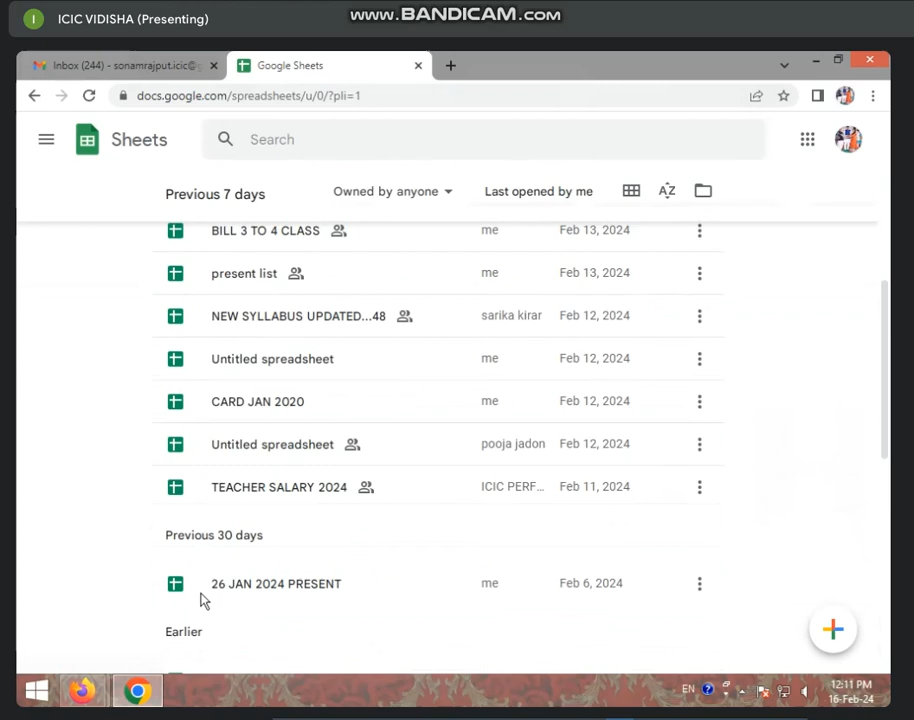 I ICIC VIDISHA (Presenting)
www.BANDICAM.com
Inbox (244) - sonamrajput.icic@
Google Sheets
docs.google.com/spreadsheets/u/0/?pli=1
Sheets
Search
Previous 7 days Owned by anyone Last opened by me
BILL 3 TO 4 CLASS me Feb 13, 2024
present list me Feb 13, 2024
NEW SYLLABUS UPDATED...48 sarika kirar Feb 12, 2024
Untitled spreadsheet me Feb 12, 2024
CARD JAN 2020 me Feb 12, 2024
Untitled spreadsheet pooja jadon Feb 12, 2024
TEACHER SALARY 2024 ICIC PERF... Feb 11, 2024
Previous 30 days
26 JAN 2024 PRESENT me Feb 6, 2024
Earlier
EN 12:11 PM
16-Feb-24